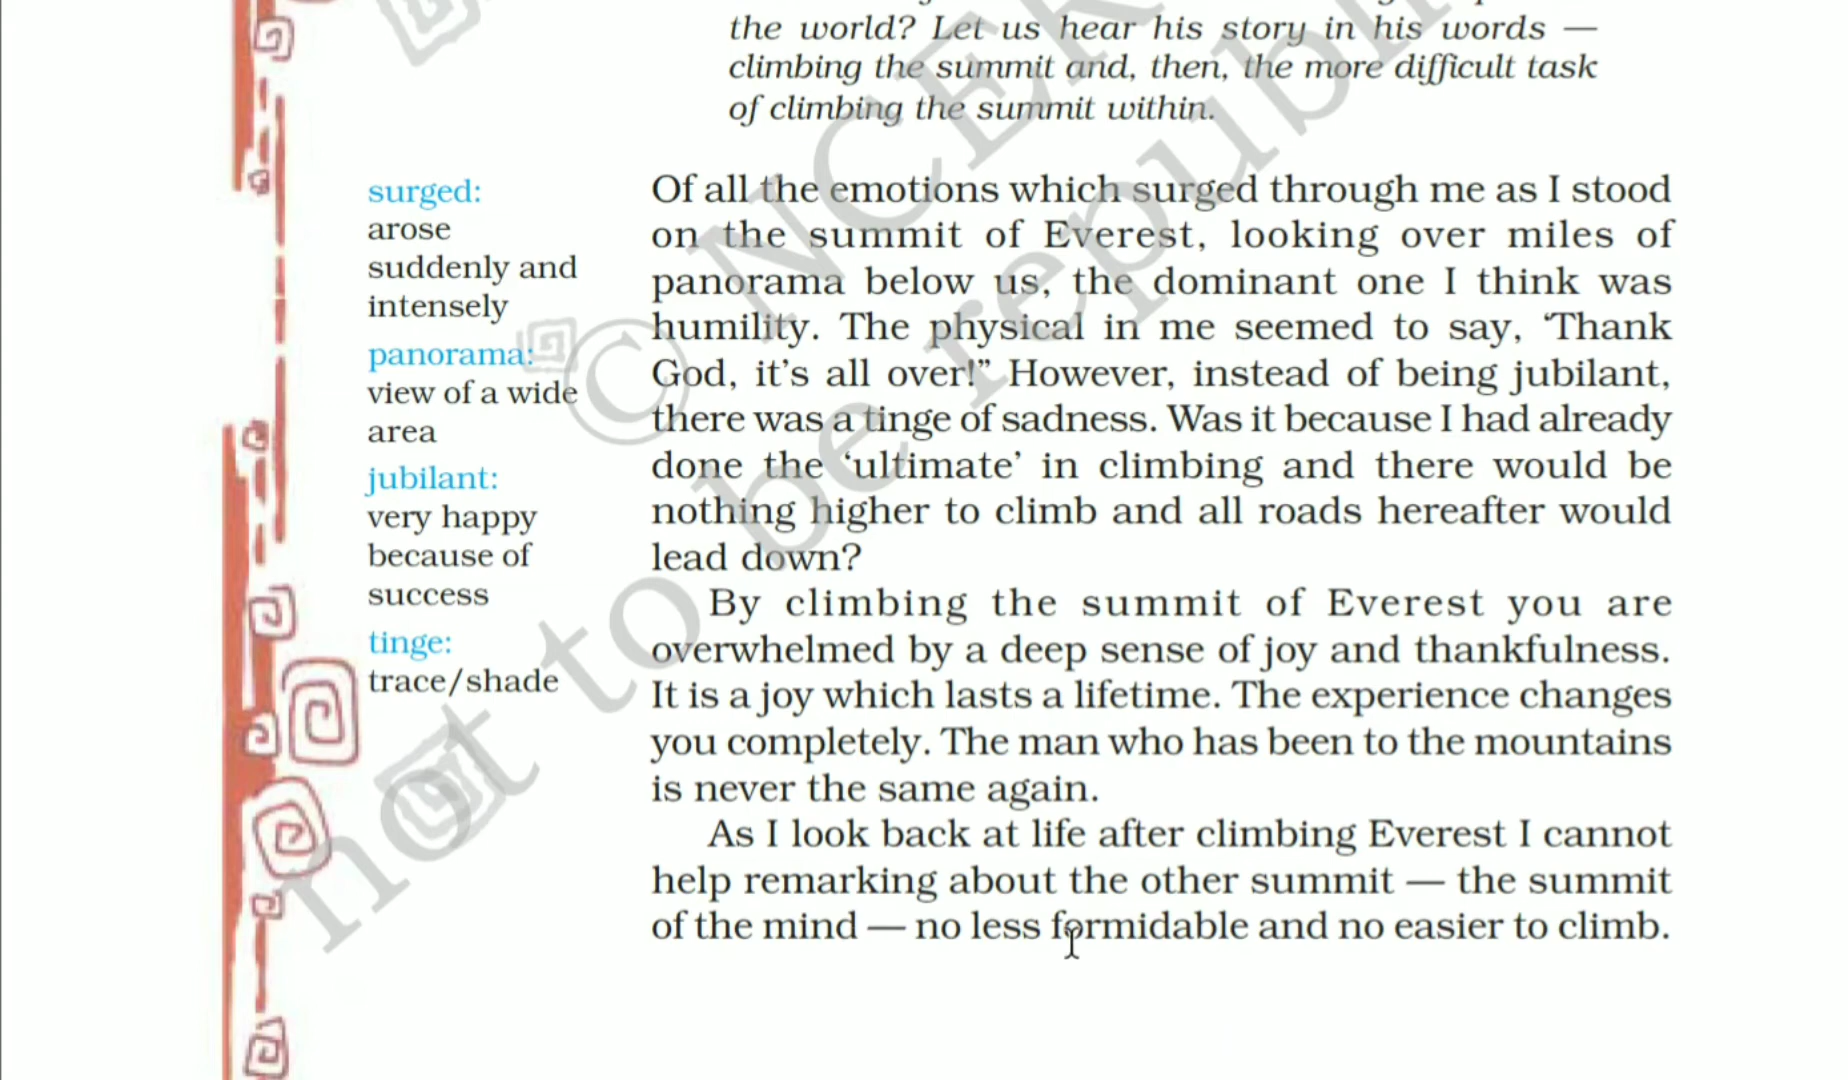 the world? Let us hear his story in his words —
climbing the summit and, then, the more difficult task
of climbing the summit within.
surged:
arose
suddenly and
intensely
panorama:
view of a wide
area
jubilant:
very happy
because of
success
tinge:
trace/shade
Of all the emotions which surged through me as I stood
on the summit of Everest, looking over miles of
panorama below us, the dominant one I think was
humility. The physical in me seemed to say, ‘Thank
God, it’s all over!” However, instead of being jubilant,
there was a tinge of sadness. Was it because I had already
done the ‘ultimate’ in climbing and there would be
nothing higher to climb and all roads hereafter would
lead down?
By climbing the summit of Everest you are
overwhelmed by a deep sense of joy and thankfulness.
It is a joy which lasts a lifetime. The experience changes
you completely. The man who has been to the mountains
is never the same again.
As I look back at life after climbing Everest I cannot
help remarking about the other summit — the summit
of the mind — no less formidable and no easier to climb.
© NCER
not to be republi